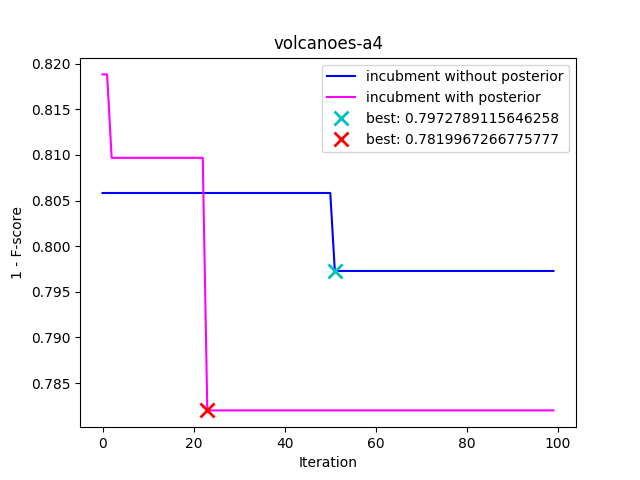 volcanoes-a4
0.820
0.815
0.810
0.805
0.800
0.795
0.790
0.785
1 - F-score
incubment without posterior
incubment with posterior
best: 0.7972789115646258
best: 0.7819967266775777
0 20 40 60 80 100
Iteration